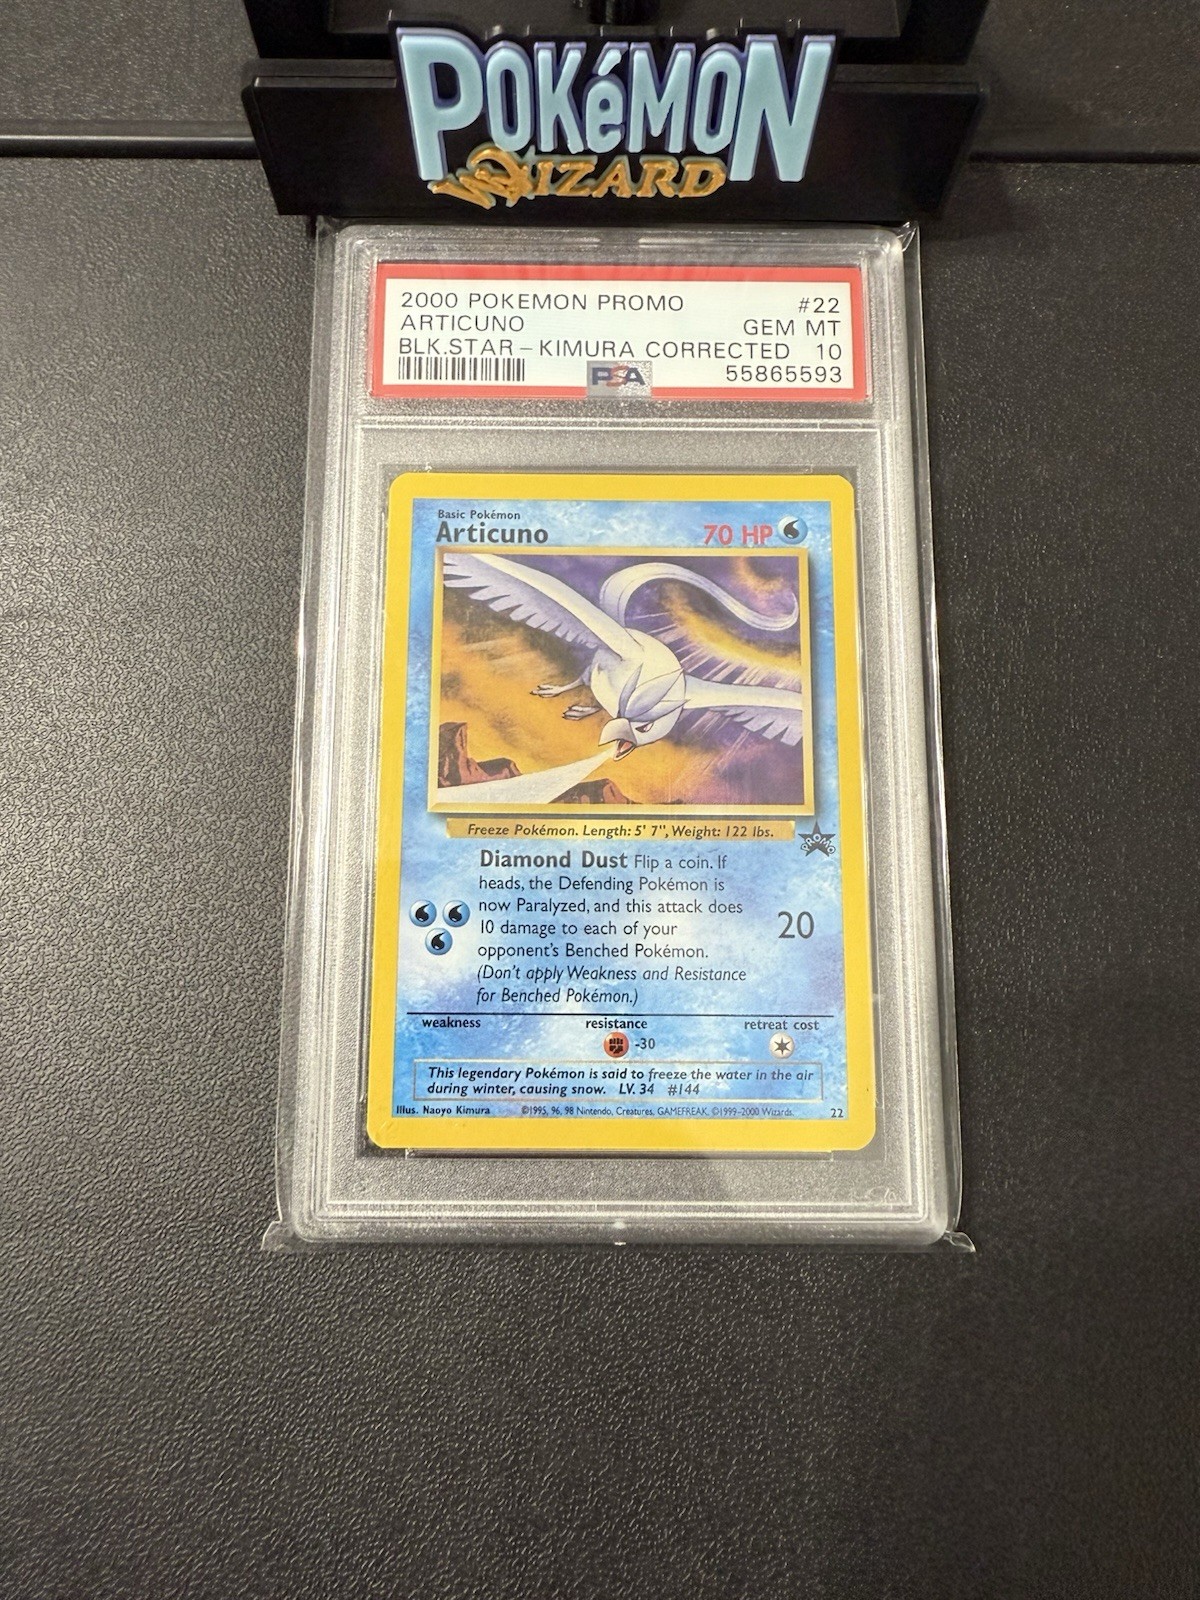 POKéMON
WIZARD
2000 POKEMON PROMO #22
ARTICUNO GEM MT
BLK.STAR-KIMURA CORRECTED 10
PSA 55865593
Basic Pokémon
Articuno 70 HP
Freeze Pokémon. Length: 5' 7", Weight: 122 lbs.
PROMO
Diamond Dust Flip a coin. If
heads, the Defending Pokémon is
now Paralyzed, and this attack does
10 damage to each of your
opponent's Benched Pokémon.
(Don't apply Weakness and Resistance
for Benched Pokémon.)
20
weakness resistance retreat cost
-30
This legendary Pokémon is said to freeze the water in the air
during winter, causing snow. LV. 34 #144
Illus. Naoyo Kimura ©1995, 96, 98 Nintendo, Creatures, GAMEFREAK. ©1999-2000 Wizards. 22